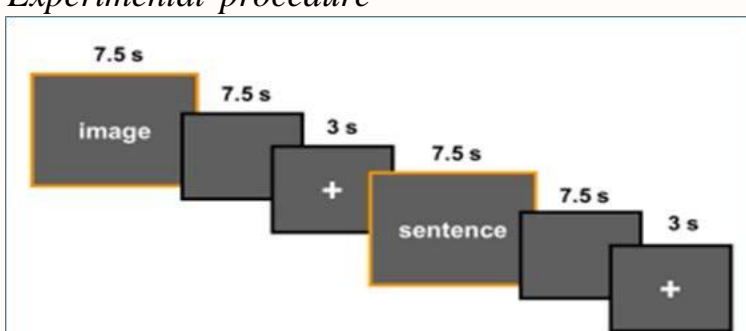 Experimental procedure
7.5 s
image
7.5 s
3 s
+
7.5 s
sentence
7.5 s
3 s
+